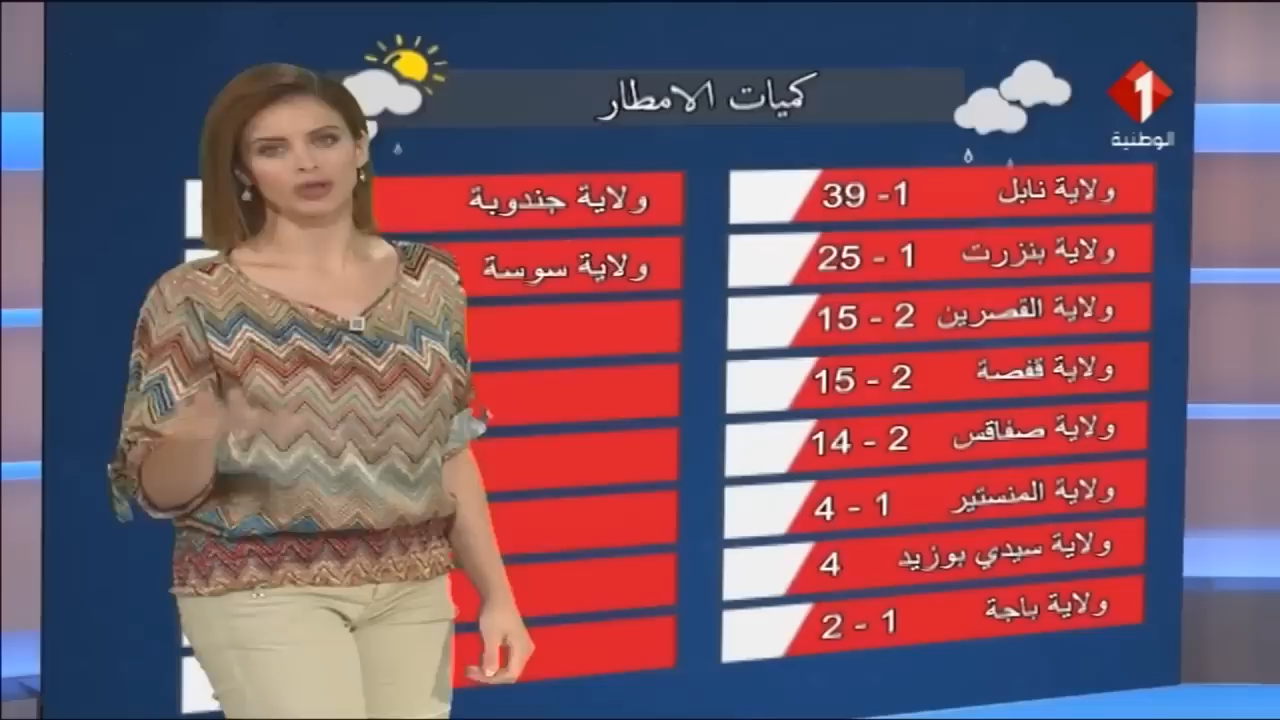 كميات الامطار
1
الوطنية
ولاية نابل 1- 39
ولاية بنزرت 1 - 25
ولاية القصرين 2 - 15
ولاية قفصة 2 - 15
ولاية صفاقس 2 - 14
ولاية المنستير 1 - 4
ولاية سيدي بوزيد 4
ولاية باجة 1 - 2
ولاية جندوبة
ولاية سوسة